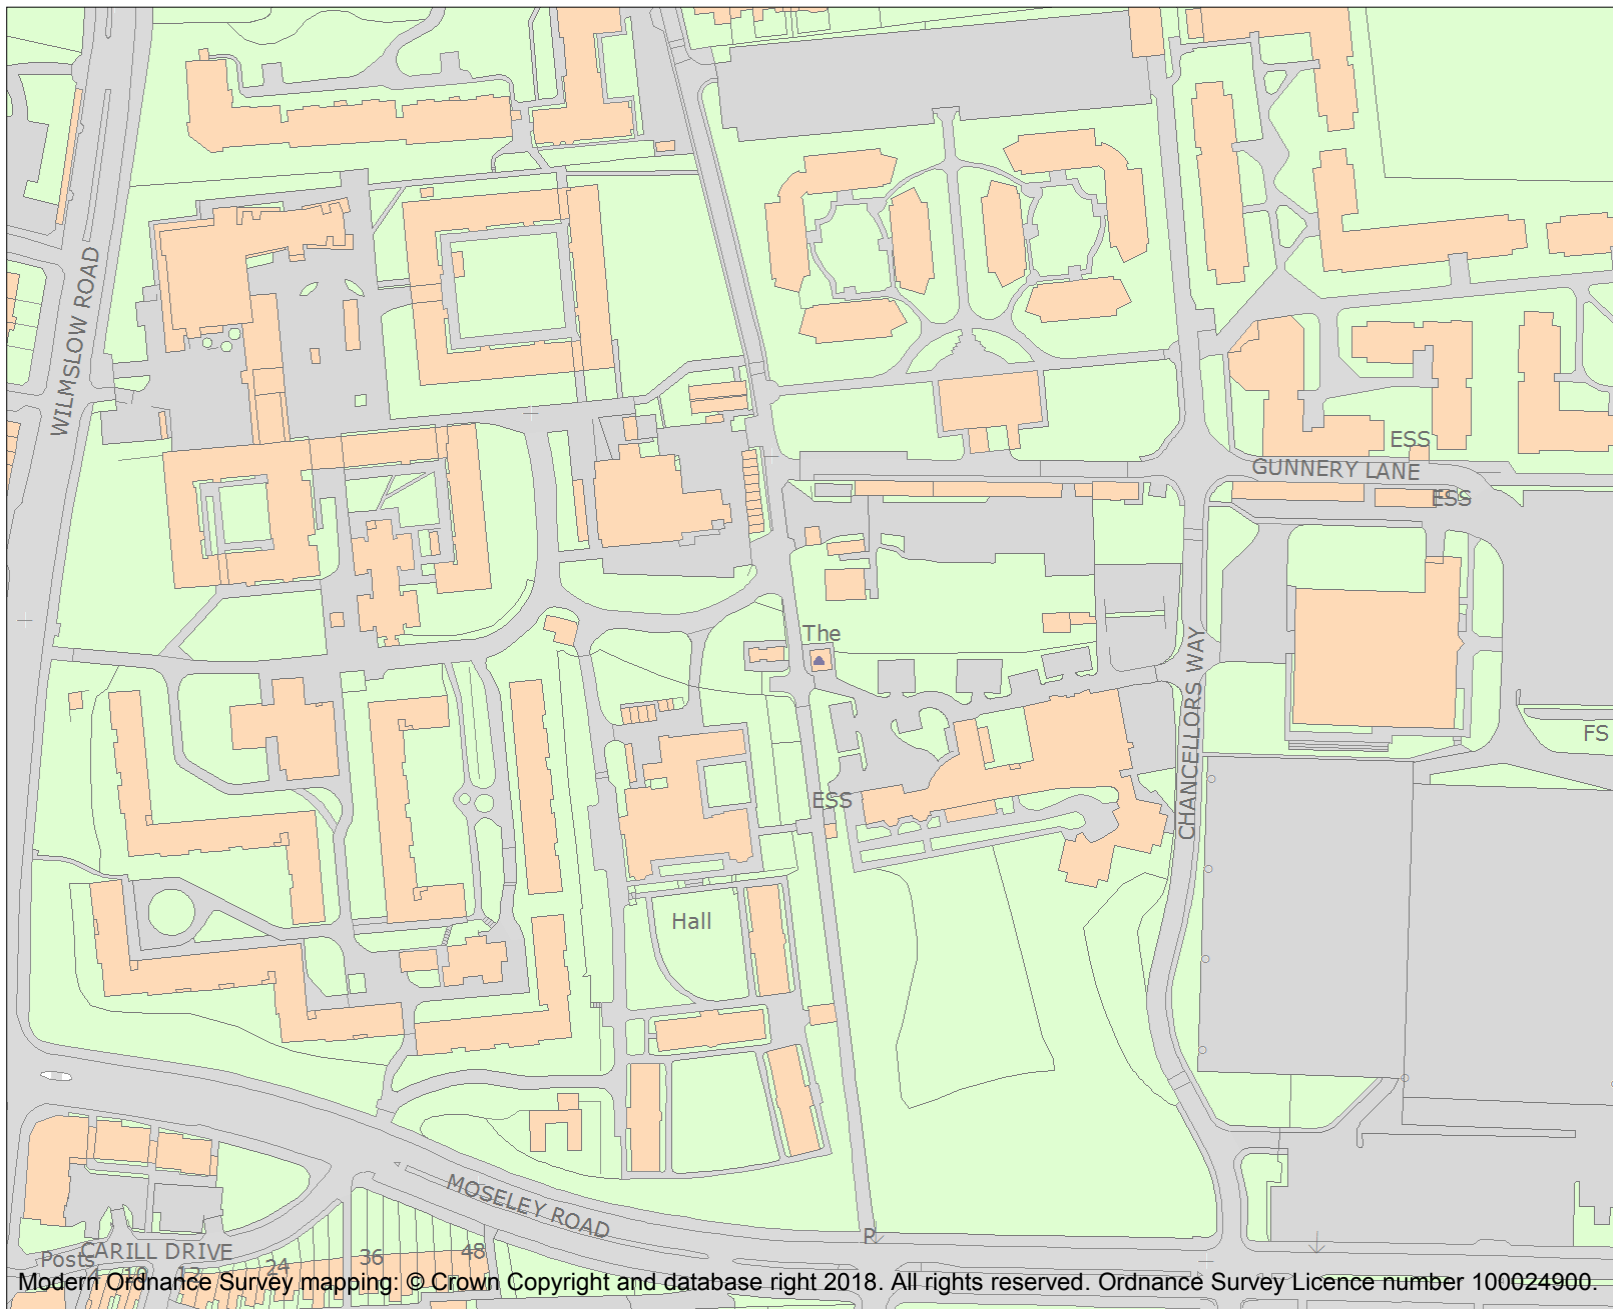 WILMSLOW ROAD
ESS
GUNNERY LANE
ESS
The
CHANCELLORS WAY
FS
ESS
Hall
MOSELEY ROAD
P
Posts
CARILL DRIVE
24
36
48
Modern Ordnance Survey mapping: © Crown Copyright and database right 2018. All rights reserved. Ordnance Survey Licence number 100024900.